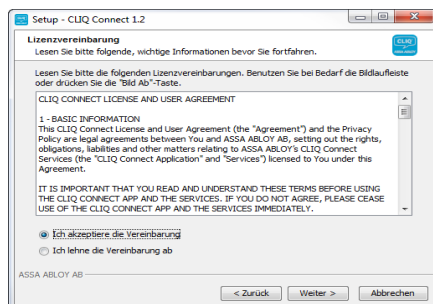 Setup - CLIQ Connect 1.2
Lizenzvereinbarung
Lesen Sie bitte folgende, wichtige Informationen bevor Sie fortfahren.
CLIQ
Lesen Sie bitte die folgenden Lizenzvereinbarungen. Benutzen Sie bei Bedarf die Bildlaufleiste
oder drücken Sie die "Bild Ab"-Taste.
CLIQ CONNECT LICENSE AND USER AGREEMENT
1 - BASIC INFORMATION
This CLIQ Connect License and User Agreement (the "Agreement") and the Privacy
Policy are legal agreements between You and ASSA ABLOY AB, setting out the rights,
obligations, liabilities and other matters relating to ASSA ABLOY's CLIQ Connect
Services (the "CLIQ Connect Application" and "Services") licensed to You under this
Agreement.
IT IS IMPORTANT THAT YOU READ AND UNDERSTAND THESE TERMS BEFORE USING
THE CLIQ CONNECT APP AND THE SERVICES. IF YOU DO NOT AGREE, PLEASE CEASE
USE OF THE CLIQ CONNECT APP AND THE SERVICES IMMEDIATELY.
Ich akzeptiere die Vereinbarung
Ich lehne die Vereinbarung ab
ASSA ABLOY AB
< Zurück
Weiter >
Abbrechen